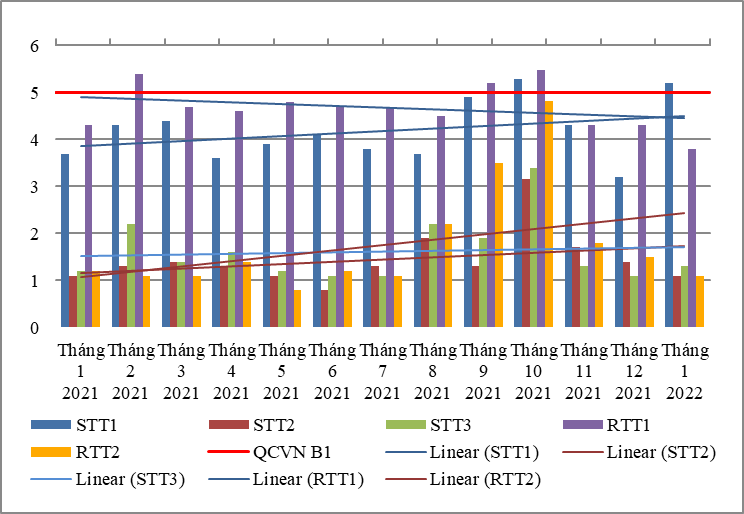 6
5
4
3
2
1
0
Tháng Tháng Tháng Tháng Tháng Tháng Tháng Tháng Tháng Tháng Tháng Tháng Tháng
1 2 3 4 5 6 7 8 9 10 11 12 1
2021 2021 2021 2021 2021 2021 2021 2021 2021 2021 2021 2021 2022
STT1 STT2 STT3 RTT1
RTT2 QCVN B1 Linear (STT1) Linear (STT2)
Linear (STT3) Linear (RTT1) Linear (RTT2)